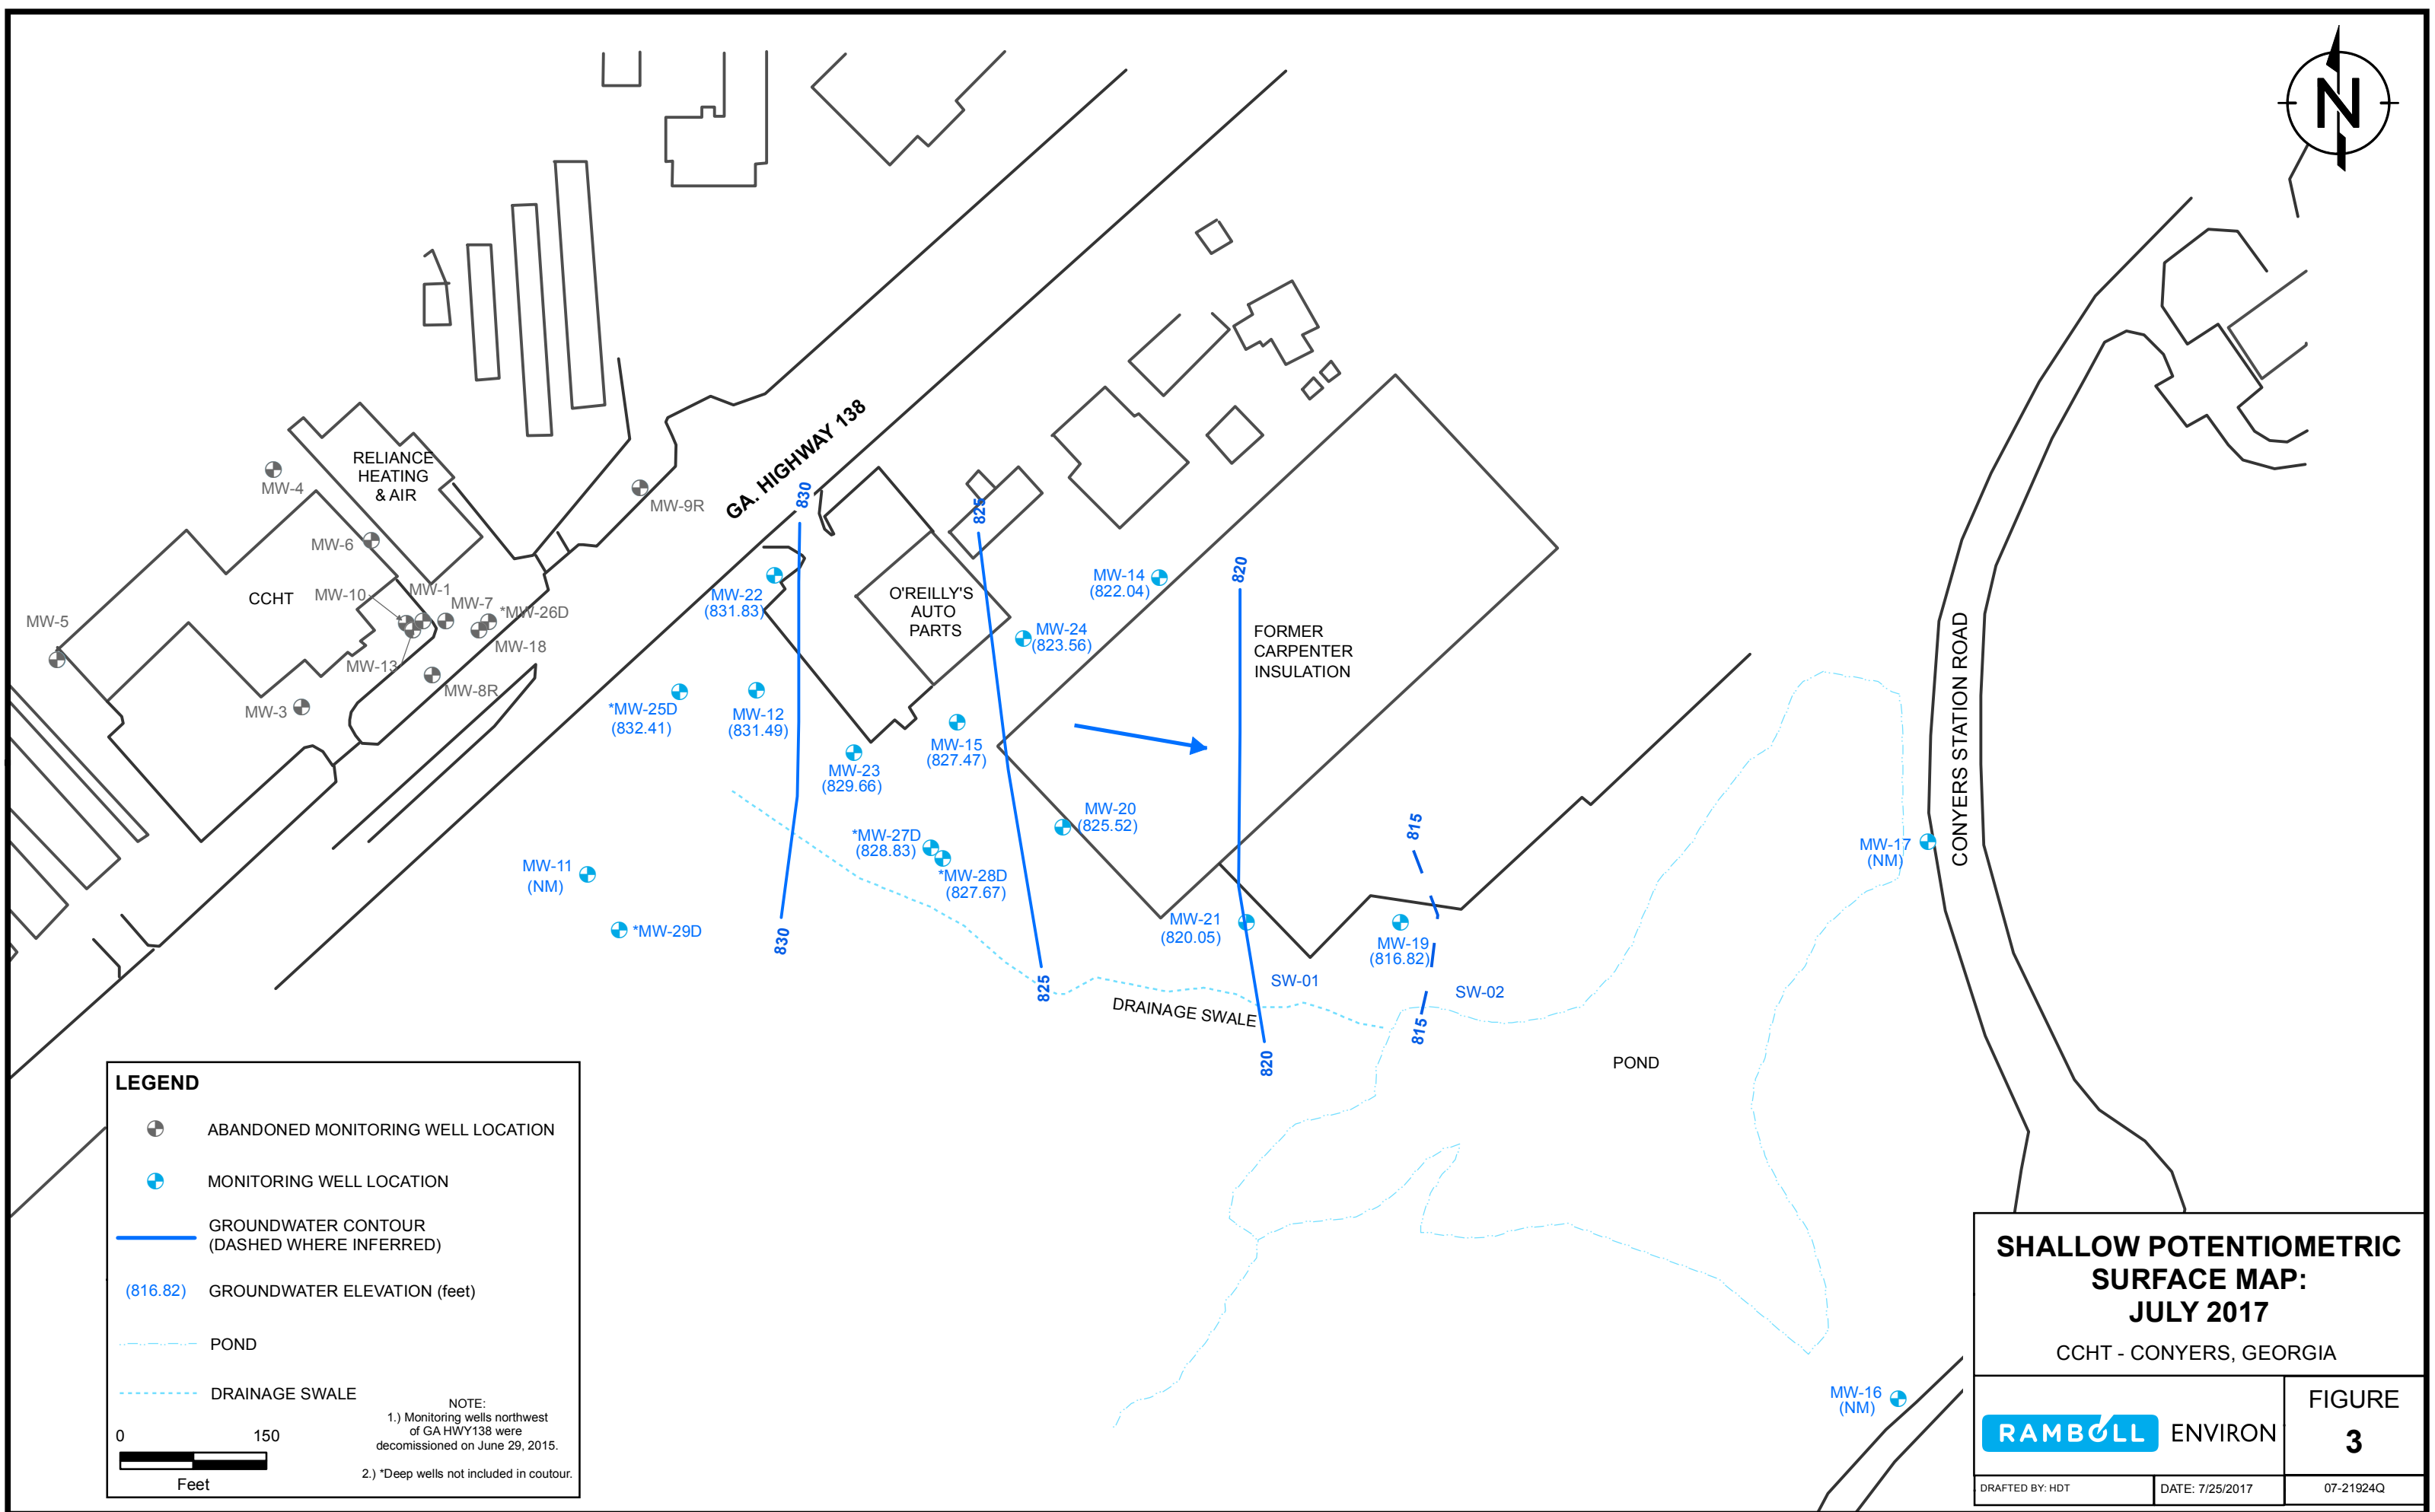 N
GA. HIGHWAY 138
RELIANCE
HEATING
& AIR
MW-4
MW-9R
MW-6
CCHT
MW-10
MW-1
MW-7
*MW-26D
MW-5
MW-18
MW-13
MW-8R
MW-3
830
825
820
MW-22
(831.83)
O'REILLY'S
AUTO
PARTS
MW-14
(822.04)
MW-24
(823.56)
FORMER
CARPENTER
INSULATION
*MW-25D
(832.41)
MW-12
(831.49)
MW-15
(827.47)
MW-23
(829.66)
MW-20
(825.52)
*MW-27D
(828.83)
*MW-28D
(827.67)
MW-11
(NM)
*MW-29D
830
825
820
815
MW-21
(820.05)
MW-19
(816.82)
SW-01
SW-02
815
DRAINAGE SWALE
POND
MW-17
(NM)
CONYERS STATION ROAD
MW-16
(NM)
LEGEND
ABANDONED MONITORING WELL LOCATION
MONITORING WELL LOCATION
GROUNDWATER CONTOUR
(DASHED WHERE INFERRED)
(816.82) GROUNDWATER ELEVATION (feet)
POND
DRAINAGE SWALE
NOTE:
1.) Monitoring wells northwest
of GA HWY138 were
decomissioned on June 29, 2015.
2.) *Deep wells not included in coutour.
0 150
Feet
SHALLOW POTENTIOMETRIC
SURFACE MAP:
JULY 2017
CCHT - CONYERS, GEORGIA
RAMBOLL ENVIRON
FIGURE
3
DRAFTED BY: HDT
DATE: 7/25/2017
07-21924Q